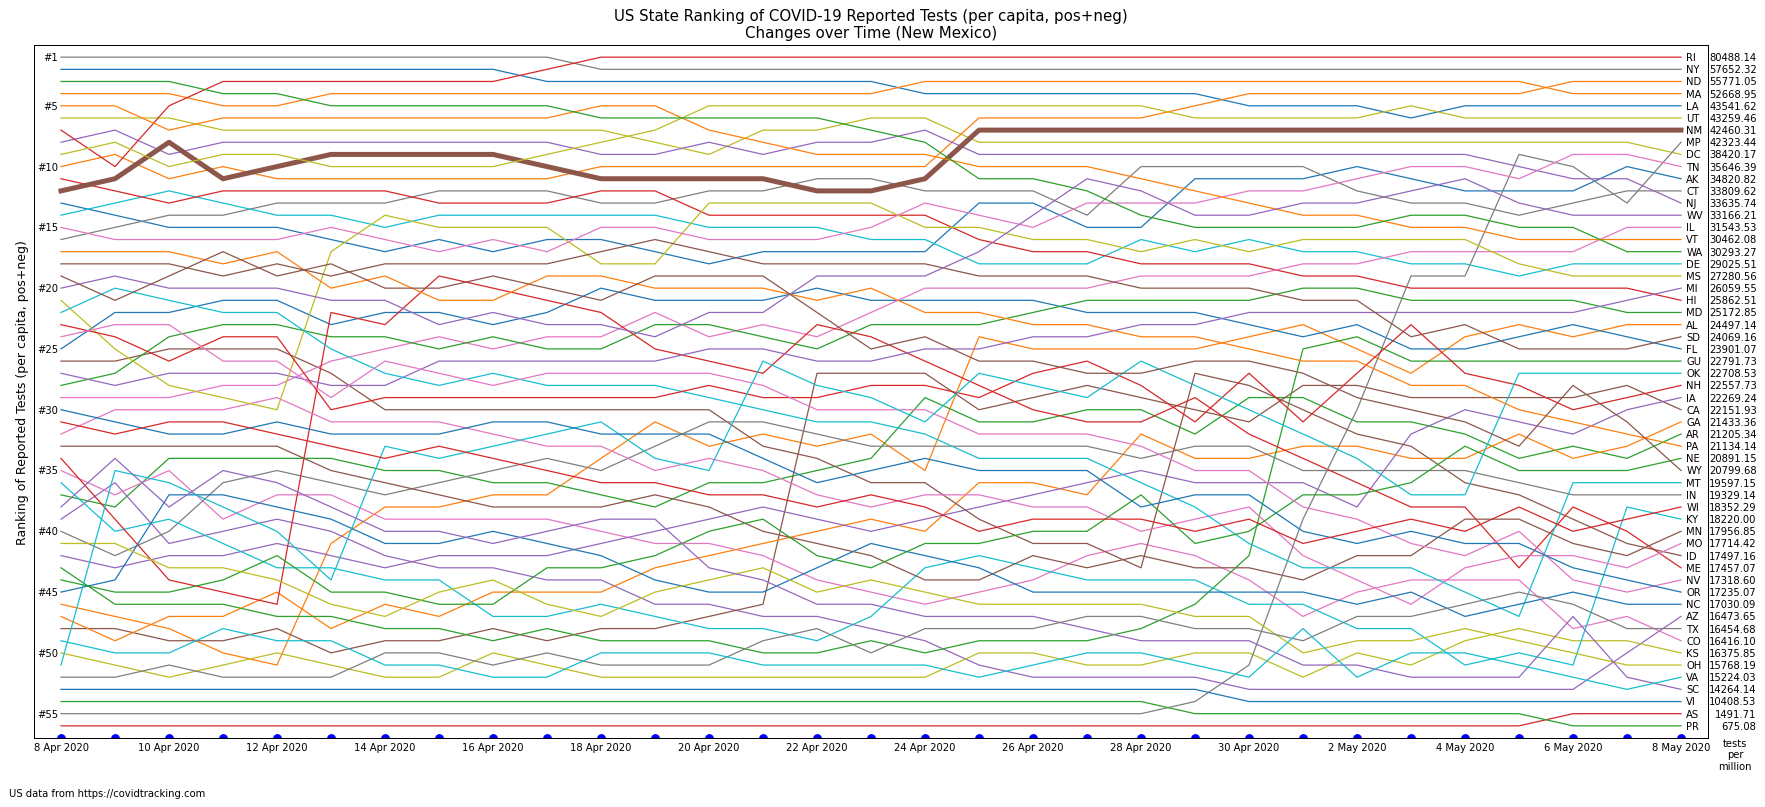 US State Ranking of COVID-19 Reported Tests (per capita, pos+neg)
Changes over Time (New Mexico)
Ranking of Reported Tests (per capita, pos+neg)
#1
#5
#10
#15
#20
#25
#30
#35
#40
#45
#50
#55
RI 80488.14
NY 57652.32
ND 55771.05
MA 52668.95
LA 43541.62
UT 43259.46
NM 42460.31
MP 42323.44
DC 38420.17
TN 35646.39
AK 34820.82
CT 33809.62
NJ 33635.74
WV 33166.21
IL 31543.53
VT 30462.08
WA 30293.27
DE 29025.51
MS 27280.56
MI 26059.55
HI 25862.51
MD 25172.85
AL 24497.14
SD 24069.16
FL 23901.07
GU 22791.73
OK 22708.53
NH 22557.73
IA 22269.24
CA 22151.93
GA 21433.36
AR 21205.34
PA 21134.14
NE 20891.15
WY 20799.68
MT 19597.15
IN 19329.14
WI 18352.29
KY 18220.00
MN 17956.85
MO 17714.42
ID 17497.16
ME 17457.07
NV 17318.60
OR 17235.07
NC 17030.09
AZ 16473.65
TX 16454.68
CO 16416.10
KS 16375.85
OH 15768.19
VA 15224.03
SC 14264.14
VI 10408.53
AS 1491.71
PR 675.08
8 Apr 2020 10 Apr 2020 12 Apr 2020 14 Apr 2020 16 Apr 2020 18 Apr 2020 20 Apr 2020 22 Apr 2020 24 Apr 2020 26 Apr 2020 28 Apr 2020 30 Apr 2020 2 May 2020 4 May 2020 6 May 2020 8 May 2020
tests
per
million
US data from https://covidtracking.com